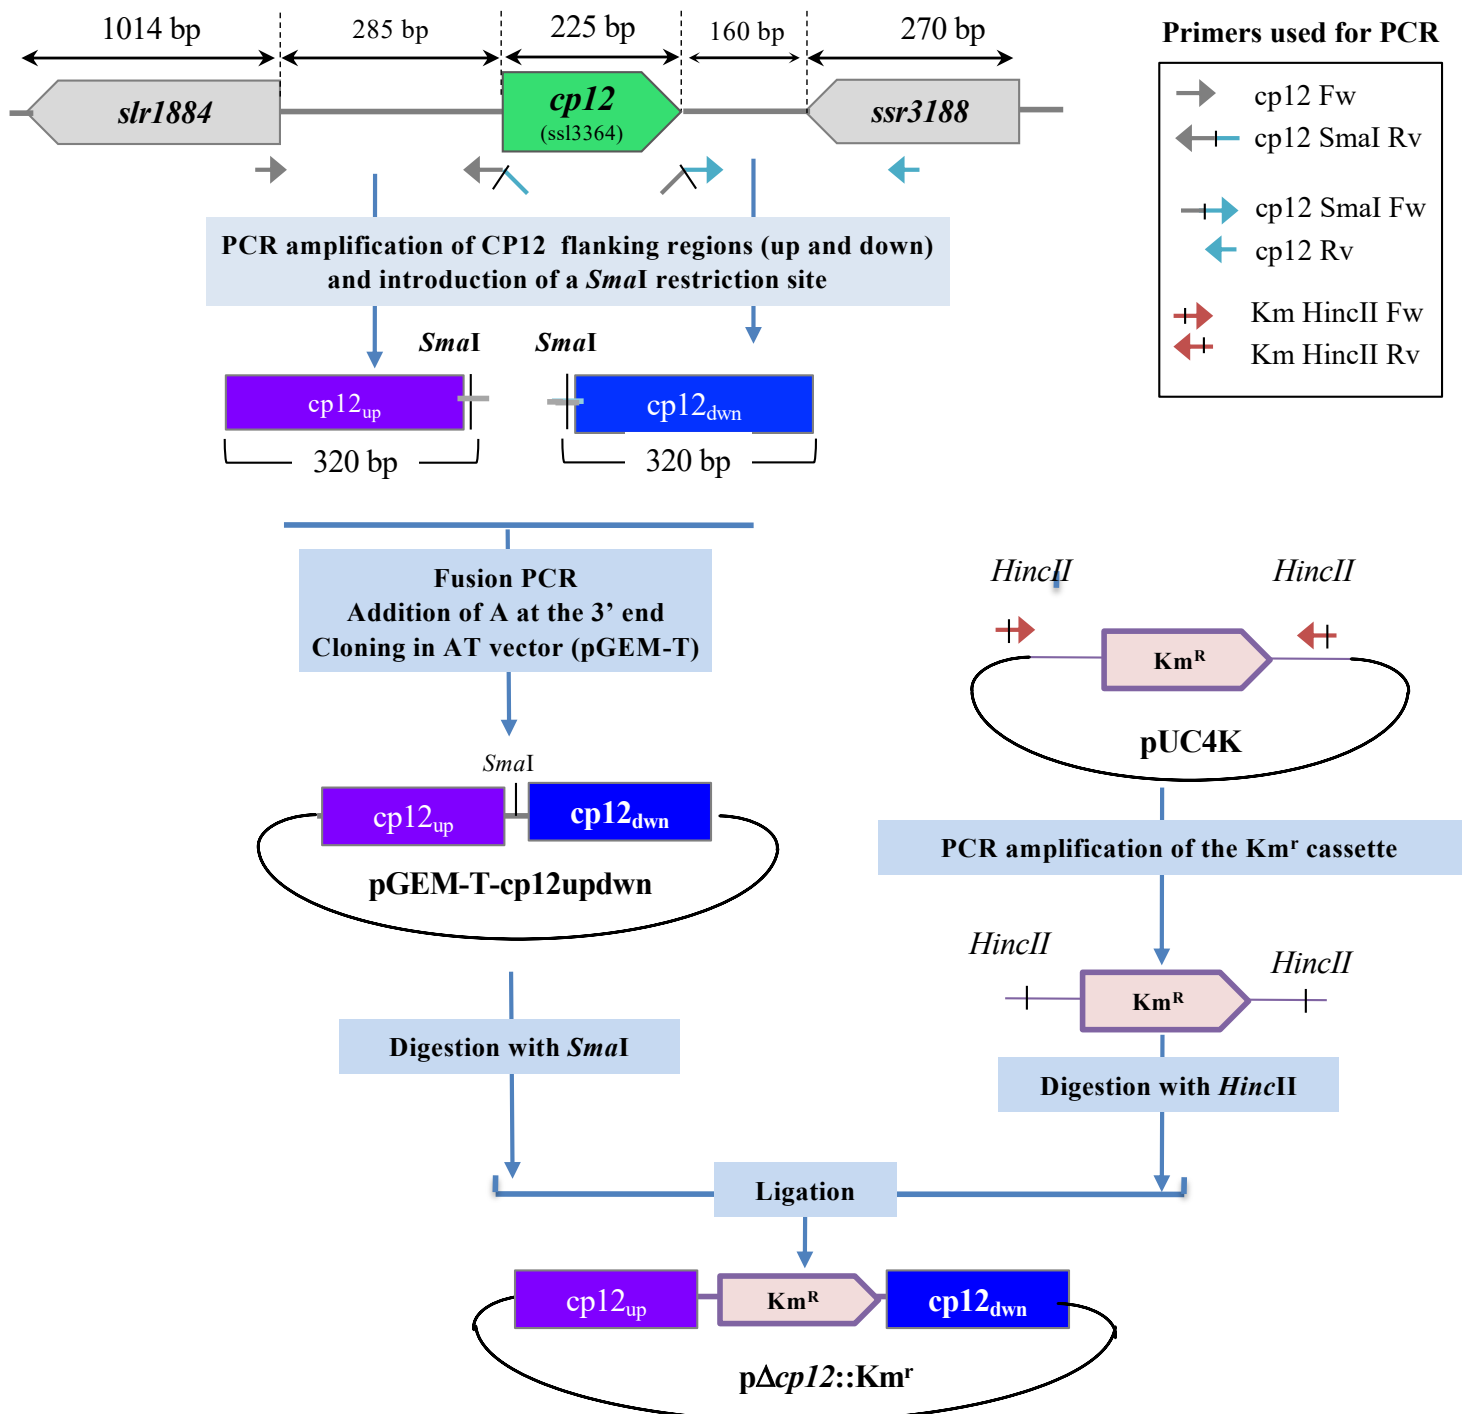 1014 bp
285 bp
225 bp
160 bp
270 bp
slr1884
cp12
(ssl3364)
ssr3188
Primers used for PCR
cp12 Fw
cp12 SmaI Rv
cp12 SmaI Fw
cp12 Rv
Km HincII Fw
Km HincII Rv
PCR amplification of CP12 flanking regions (up and down)
and introduction of a SmaI restriction site
SmaI
SmaI
cp12up
cp12dwn
320 bp
320 bp
Fusion PCR
Addition of A at the 3’ end
Cloning in AT vector (pGEM-T)
HincII
HincII
KmR
pUC4K
SmaI
cp12up
cp12dwn
pGEM-T-cp12updwn
PCR amplification of the Kmr cassette
HincII
HincII
KmR
Digestion with SmaI
Digestion with HincII
Ligation
cp12up
KmR
cp12dwn
pΔcp12::Kmr